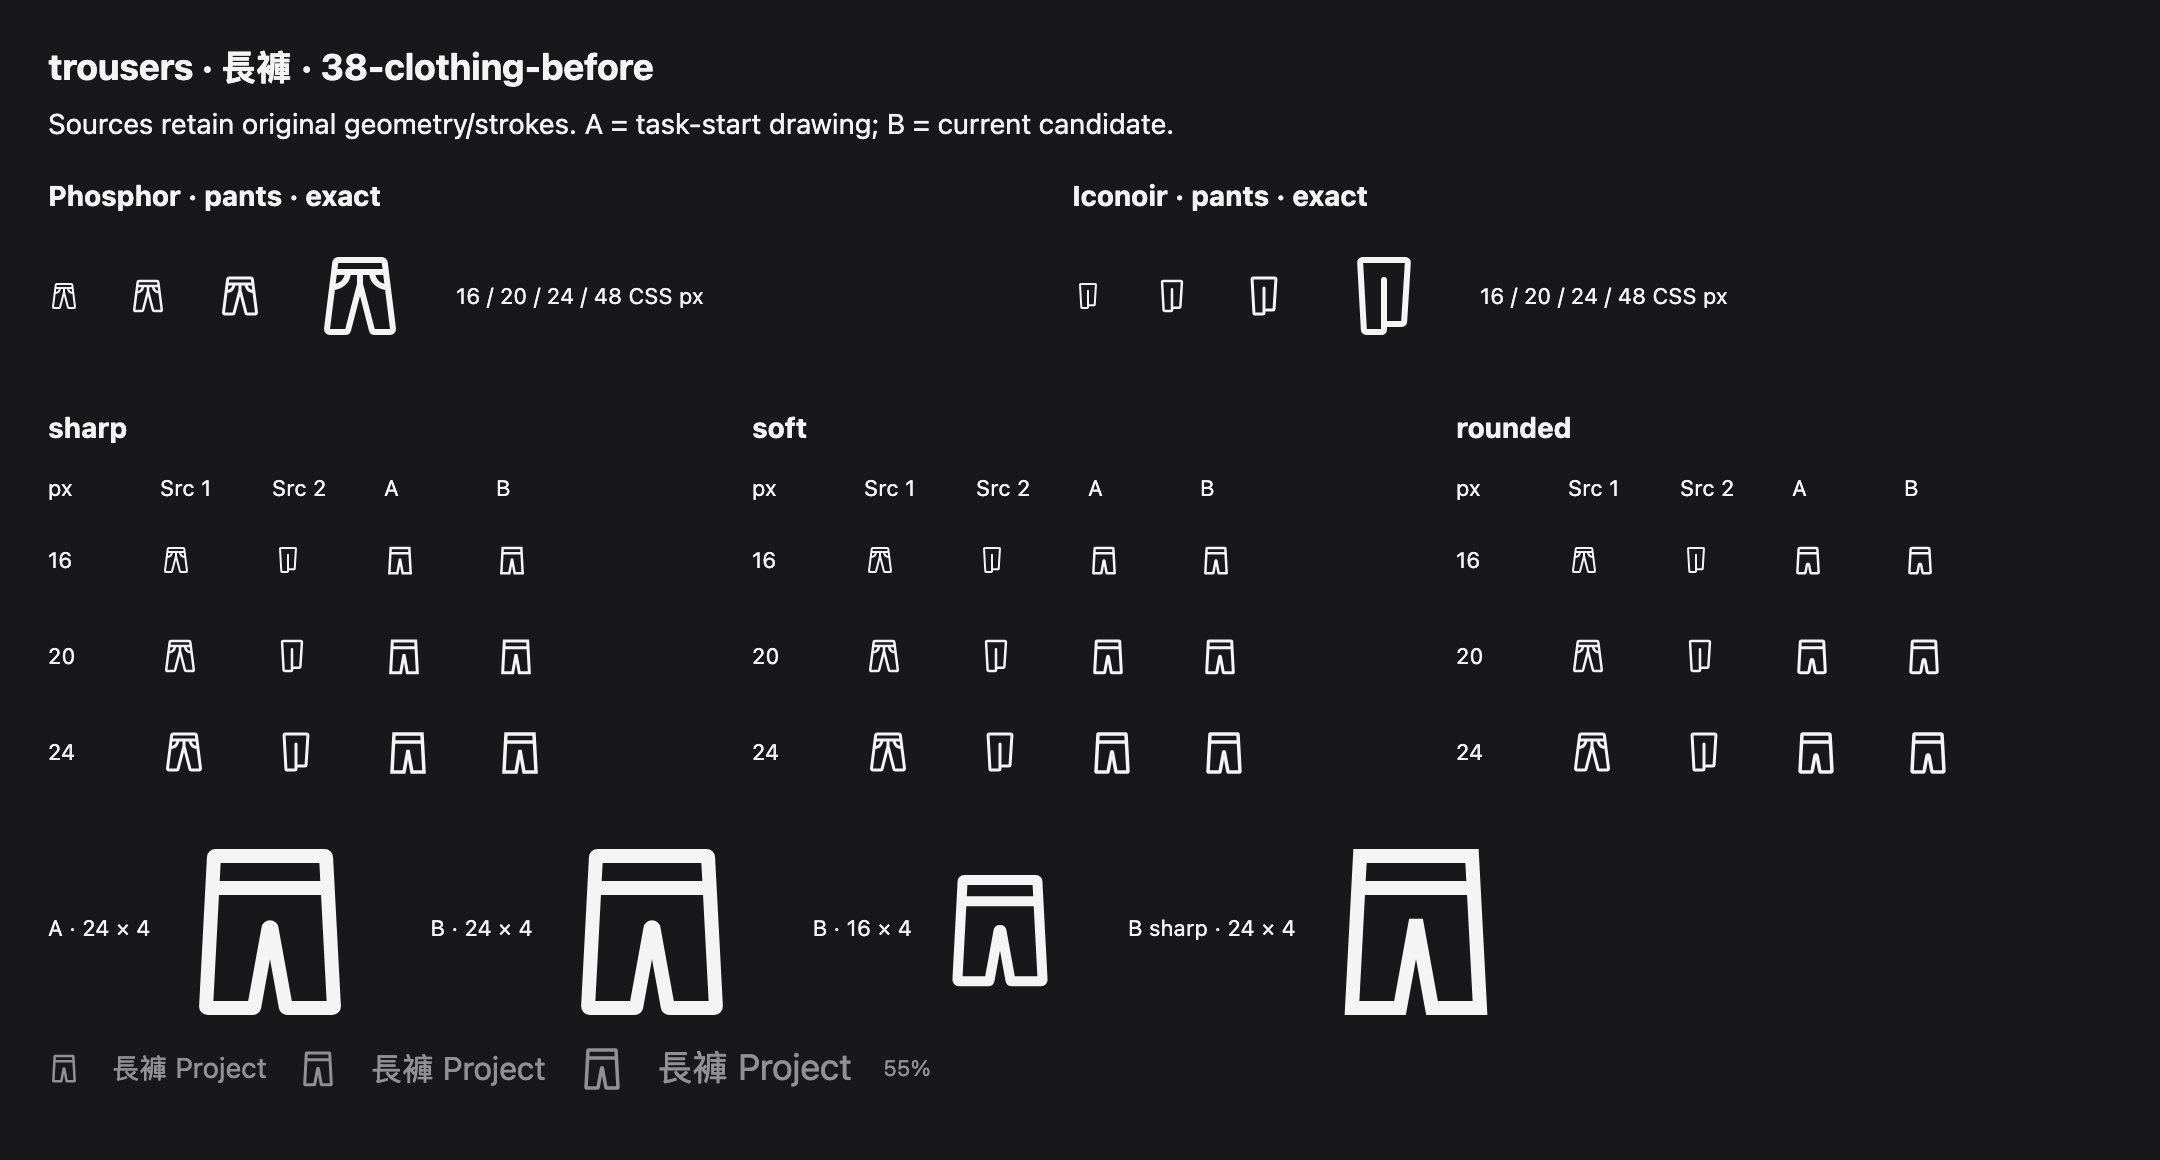 trousers · 長褲 · 38-clothing-before
Sources retain original geometry/strokes. A = task-start drawing; B = current candidate.
Phosphor · pants · exact
16 / 20 / 24 / 48 CSS px
Iconoir · pants · exact
16 / 20 / 24 / 48 CSS px
sharp
px Src 1 Src 2 A B
16
20
24
soft
px Src 1 Src 2 A B
16
20
24
rounded
px Src 1 Src 2 A B
16
20
24
A · 24 × 4
B · 24 × 4
B · 16 × 4
B sharp · 24 × 4
長褲 Project 長褲 Project 長褲 Project 55%